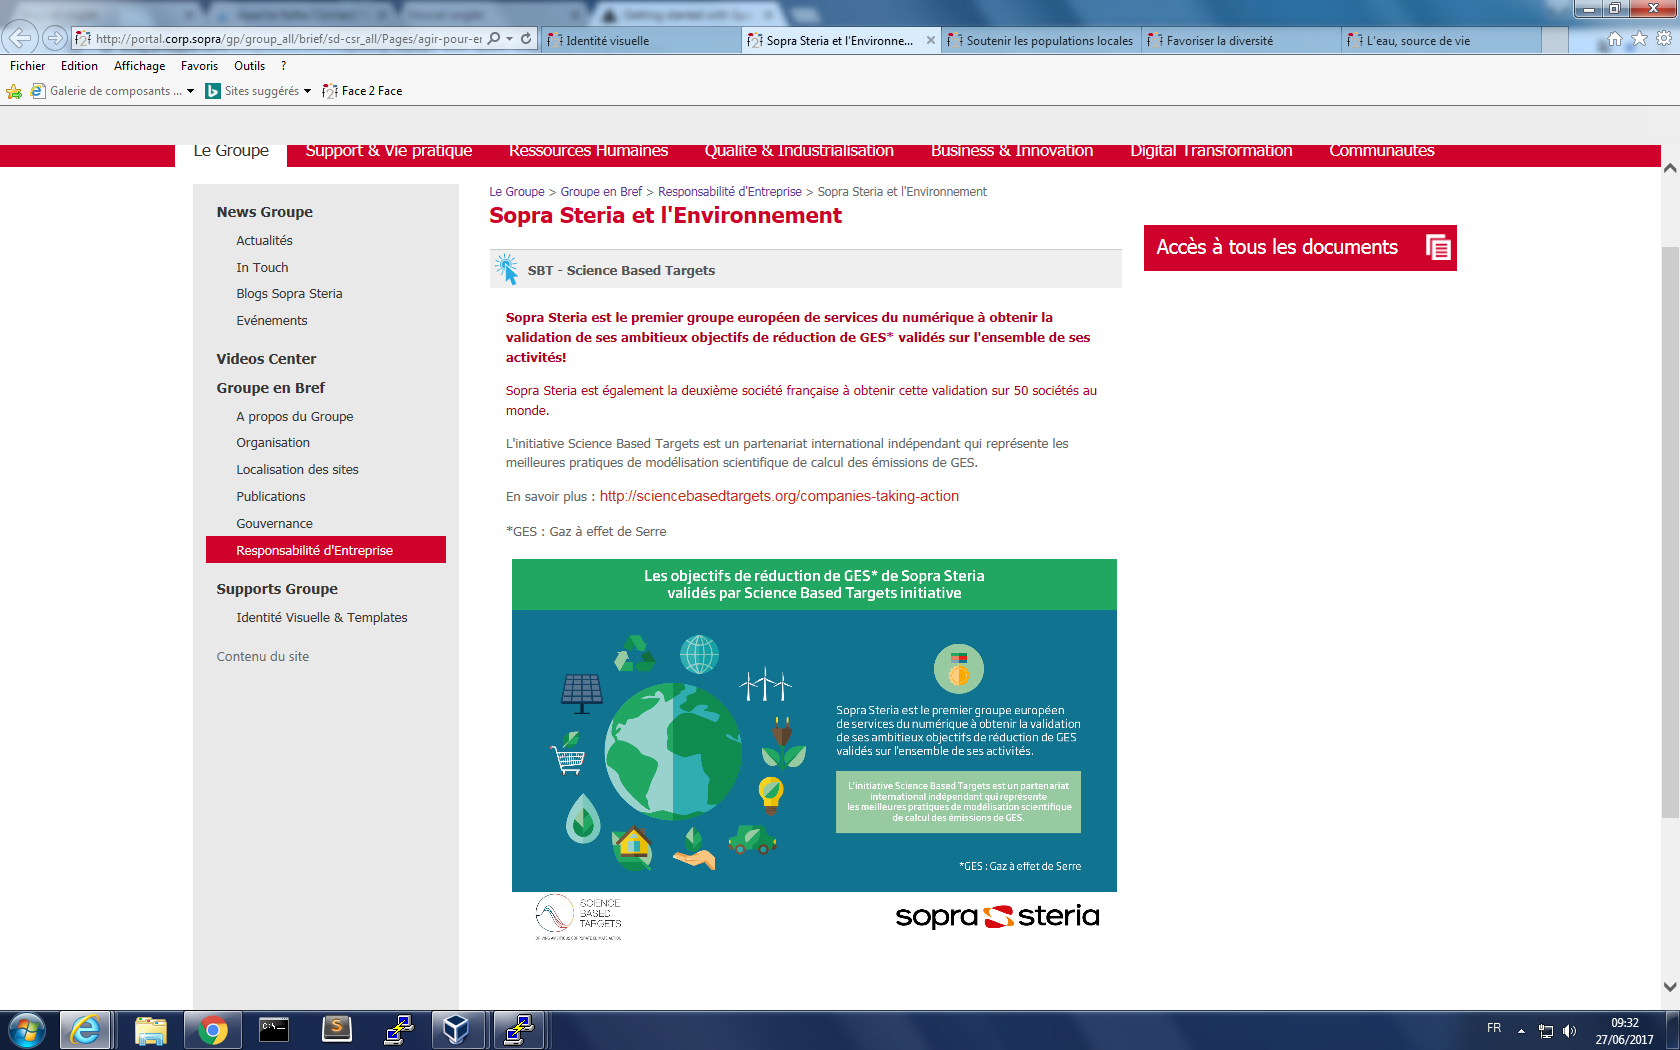 http://portal.corp.sopra/gp/group_all/brief/sd-csr_all/Pages/agir-pour-er
Identité visuelle
Sopra Steria et l'Environne...
Soutenir les populations locales
Favoriser la diversité
L'eau, source de vie
Fichier Edition Affichage Favoris Outils ?
Galerie de composants ... Sites suggérés Face 2 Face
Le Groupe Support & Vie pratique Ressources Humaines Qualité & Industrialisation Business & Innovation Digital Transformation Communautés
News Groupe
Actualités
In Touch
Blogs Sopra Steria
Evénements
Videos Center
Groupe en Bref
A propos du Groupe
Organisation
Localisation des sites
Publications
Gouvernance
Responsabilité d'Entreprise
Supports Groupe
Identité Visuelle & Templates
Contenu du site
Le Groupe > Groupe en Bref > Responsabilité d'Entreprise > Sopra Steria et l'Environnement
Sopra Steria et l'Environnement
SBT - Science Based Targets
Sopra Steria est le premier groupe européen de services du numérique à obtenir la
validation de ses ambitieux objectifs de réduction de GES* validés sur l'ensemble de ses
activités!
Sopra Steria est également la deuxième société française à obtenir cette validation sur 50 sociétés au
monde.
L'initiative Science Based Targets est un partenariat international indépendant qui représente les
meilleures pratiques de modélisation scientifique de calcul des émissions de GES.
En savoir plus : http://sciencebasedtargets.org/companies-taking-action
*GES : Gaz à effet de Serre
Les objectifs de réduction de GES* de Sopra Steria
validés par Science Based Targets initiative
Sopra Steria est le premier groupe européen
de services du numérique à obtenir la validation
de ses ambitieux objectifs de réduction de GES
validés sur l'ensemble de ses activités.
L'initiative Science Based Targets est un partenariat
international indépendant qui représente
les meilleures pratiques de modélisation scientifique
de calcul des émissions de GES.
*GES : Gaz à effet de Serre
SCIENCE
BASED
TARGETS
DRIVING AMBITIOUS CORPORATE CLIMATE ACTION
sopra steria
Accès à tous les documents
FR
09:32
27/06/2017